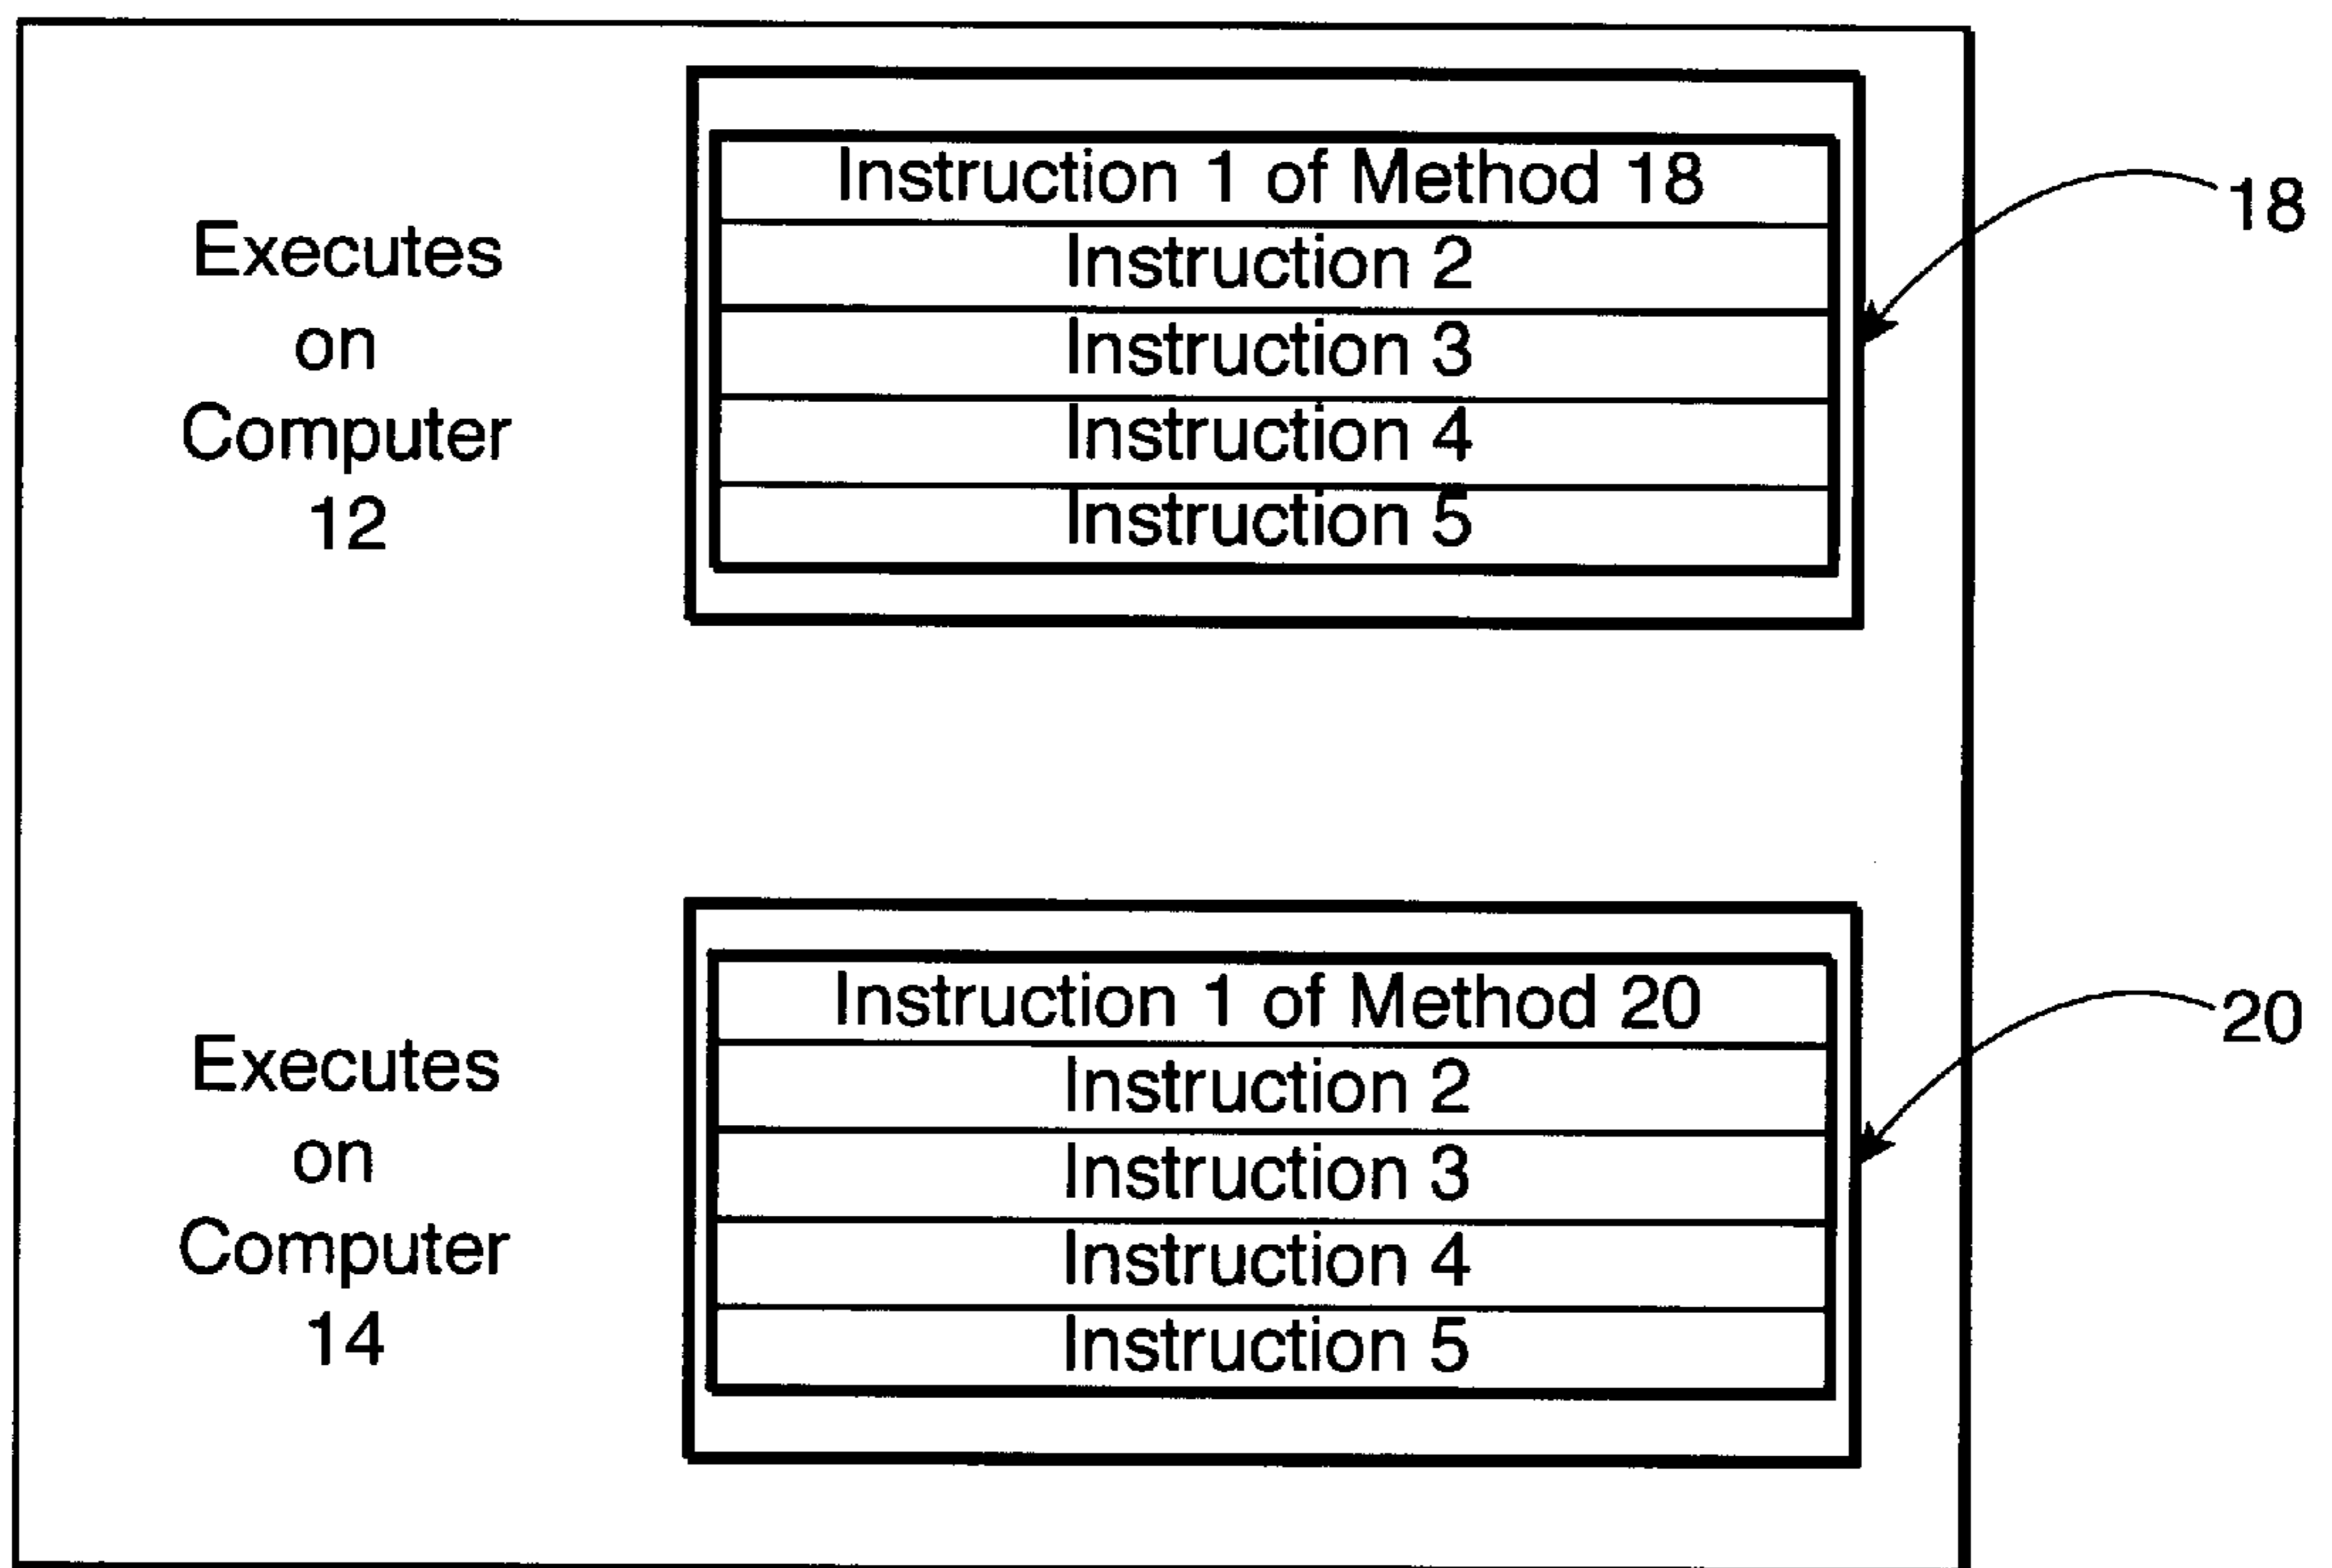 Executes
on
Computer
12
Instruction 1 of Method 18
Instruction 2
Instruction 3
Instruction 4
Instruction 5
18
Executes
on
Computer
14
Instruction 1 of Method 20
Instruction 2
Instruction 3
Instruction 4
Instruction 5
20